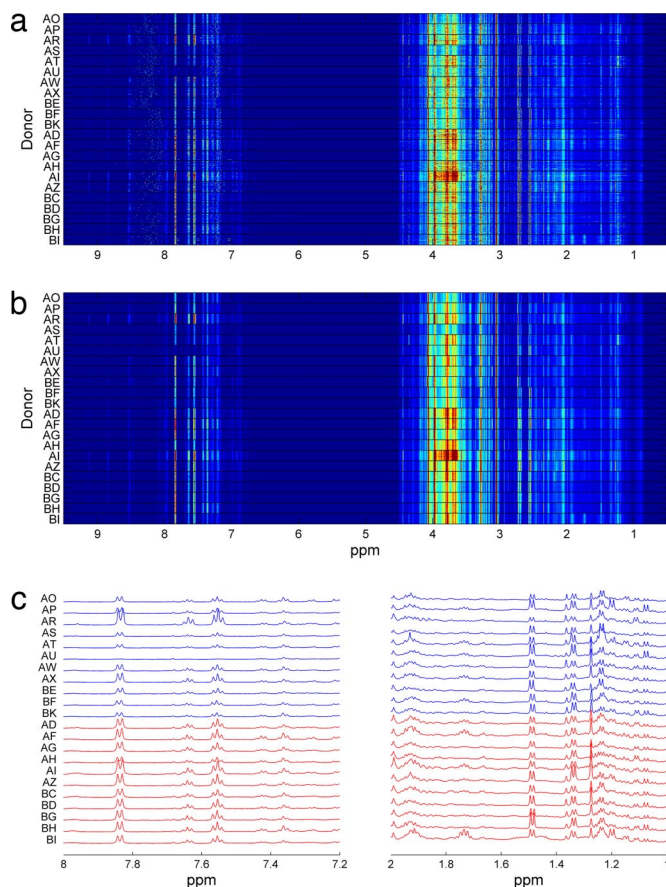 a
Donor
AO
AP
AR
AS
AT
AU
AW
AX
BE
BF
BK
AD
AF
AG
AH
AI
AZ
BC
BD
BG
BH
BI
9 8 7 6 5 4 3 2 1
b
Donor
AO
AP
AR
AS
AT
AU
AW
AX
BE
BF
BK
AD
AF
AG
AH
AI
AZ
BC
BD
BG
BH
BI
9 8 7 6 5 4 3 2 1
ppm
c
AO
AP
AR
AS
AT
AU
AW
AX
BE
BF
BK
AD
AF
AG
AH
AI
AZ
BC
BD
BG
BH
BI
8 7.8 7.6 7.4 7.2
ppm
2 1.8 1.6 1.4 1.2 1
ppm